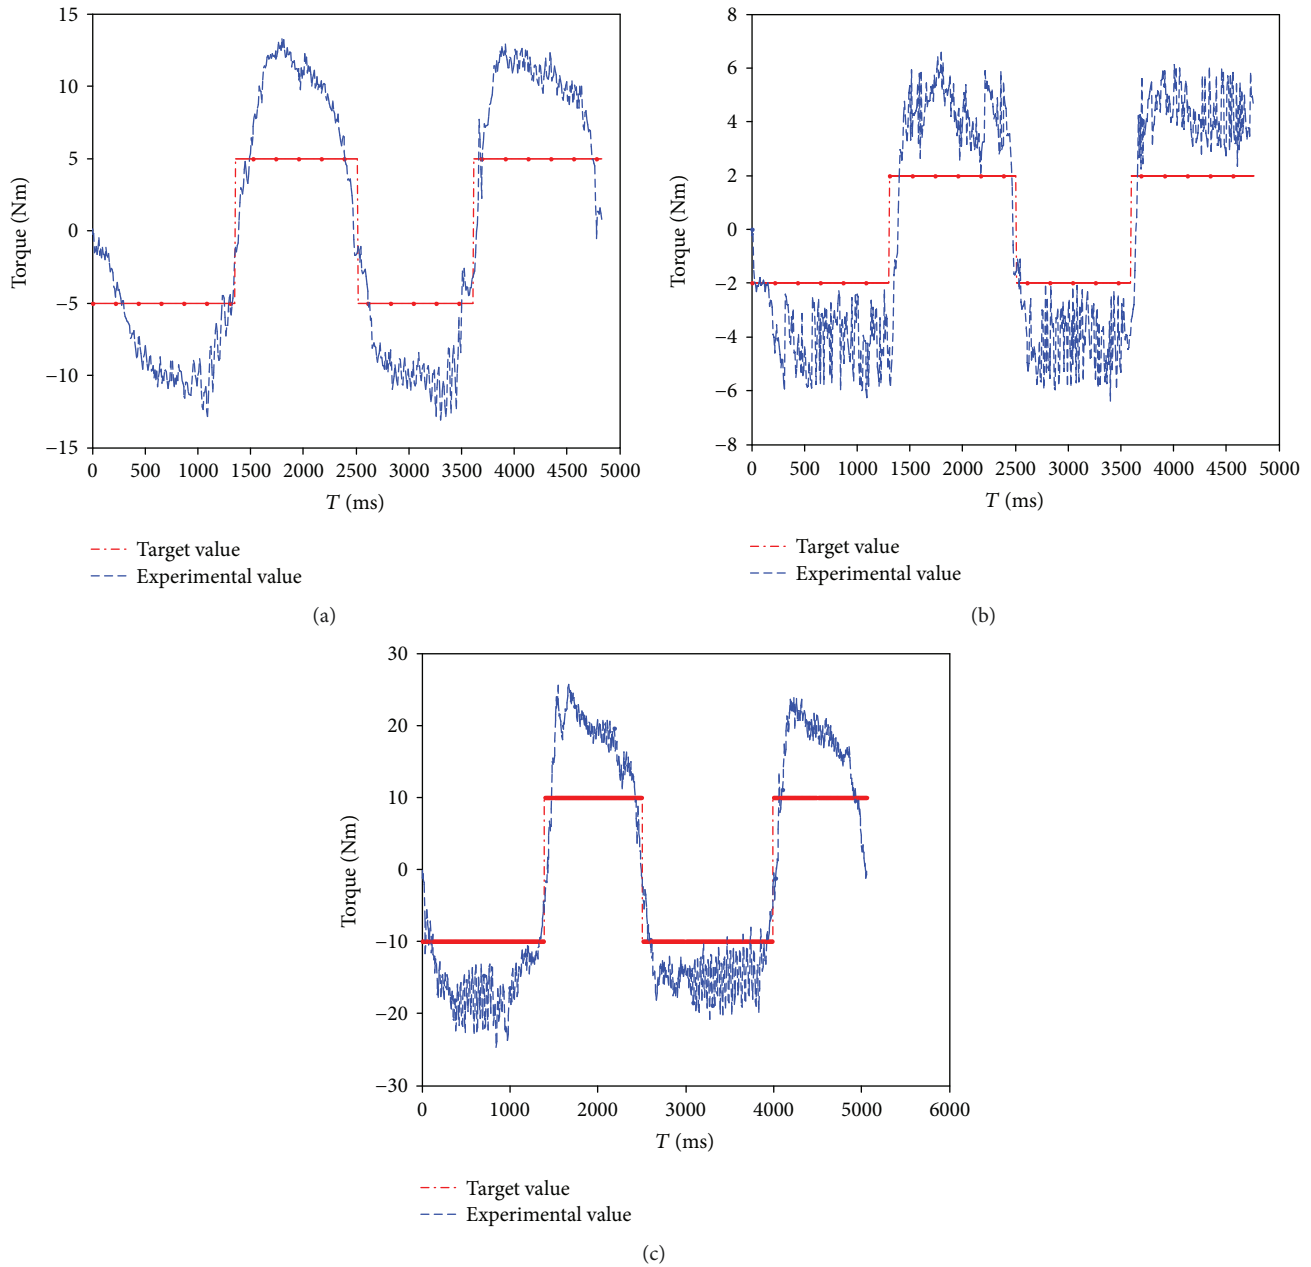 15
10
5
0
−5
−10
−15
Torque (Nm)
0 500 1000 1500 2000 2500 3000 3500 4000 4500 5000
T (ms)
Target value
Experimental value
(a)
8
6
4
2
0
−2
−4
−6
−8
Torque (Nm)
0 500 1000 1500 2000 2500 3000 3500 4000 4500 5000
T (ms)
Target value
Experimental value
(b)
30
20
10
0
−10
−20
−30
Torque (Nm)
0 1000 2000 3000 4000 5000 6000
T (ms)
Target value
Experimental value
(c)